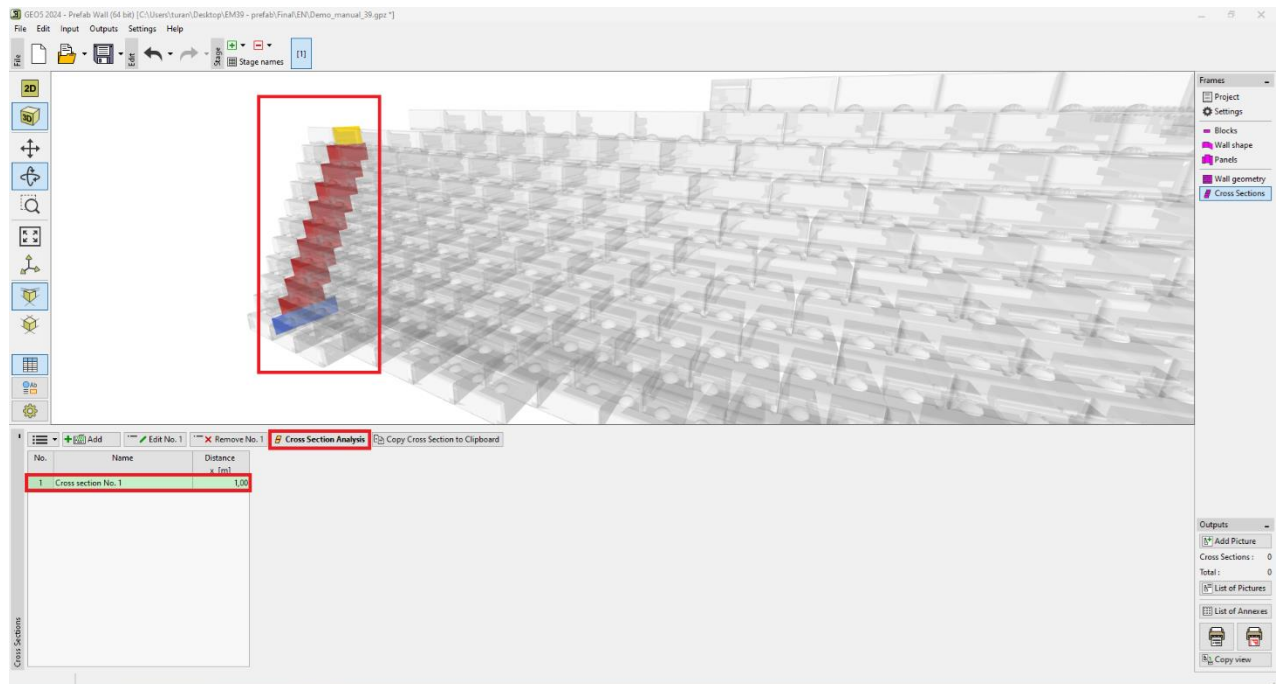 GEO5 2024 - Prefab Wall (64 bit) [C:\Users\turan\Desktop\EM39 - prefab\Final\EN\Demo_manual_39.gpz *]
File Edit Input Outputs Settings Help
File
Edit
Stage
Stage names
[1]
2D
3D
Frames
Project
Settings
Blocks
Wall shape
Panels
Wall geometry
Cross Sections
Add Edit No. 1 Remove No. 1 Cross Section Analysis Copy Cross Section to Clipboard
No. Name Distance
x [m]
1 Cross section No. 1 1,00
Cross Sections
Outputs
Add Picture
Cross Sections : 0
Total : 0
List of Pictures
List of Annexes
Copy view